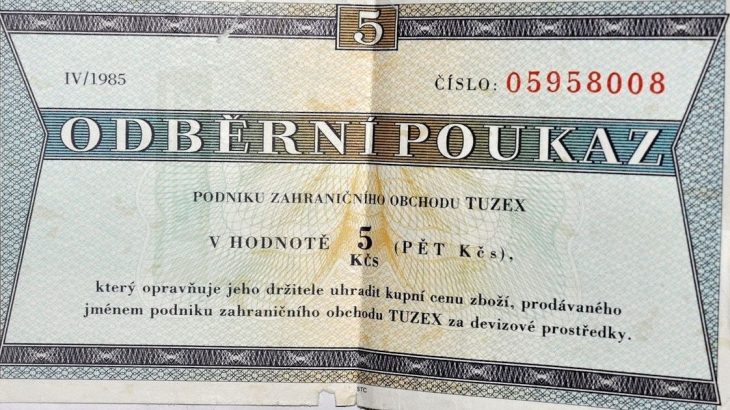 5
IV/1985
ČÍSLO: 05958008
ODBĚRNÍ POUKAZ
PODNIKU ZAHRANIČNÍHO OBCHODU TUZEX
V HODNOTĚ 5 Kčs (PĚT Kčs),
který opravňuje jeho držitele uhradit kupní cenu zboží, prodávaného
jménem podniku zahraničního obchodu TUZEX za devizové prostředky.
STC